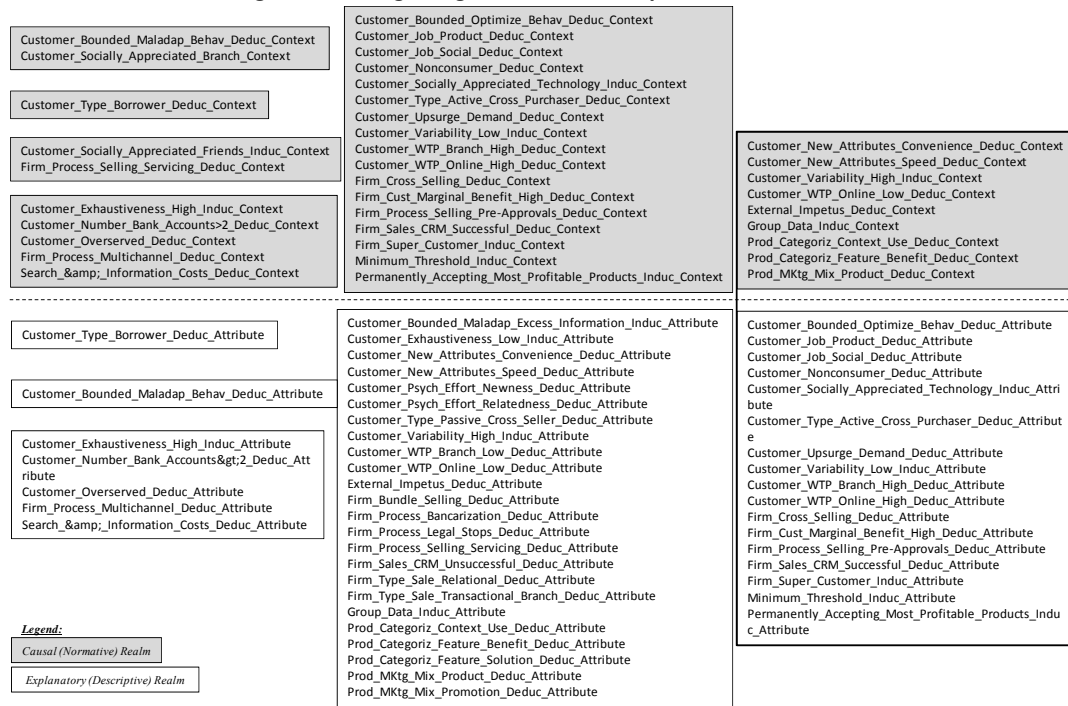 Customer_Bounded_Maladap_Behav_Deduc_Context
Customer_Socially_Appreciated_Branch_Context
Customer_Type_Borrower_Deduc_Context
Customer_Socially_Appreciated_Friends_Induc_Context
Firm_Process_Selling_Servicing_Deduc_Context
Customer_Exhaustiveness_High_Induc_Context
Customer_Number_Bank_Accounts>2_Deduc_Context
Customer_Overserved_Deduc_Context
Firm_Process_Multichannel_Deduc_Context
Search_&amp;_Information_Costs_Deduc_Context
Customer_Bounded_Optimize_Behav_Deduc_Context
Customer_Job_Product_Deduc_Context
Customer_Job_Social_Deduc_Context
Customer_Nonconsumer_Deduc_Context
Customer_Socially_Appreciated_Technology_Induc_Context
Customer_Type_Active_Cross_Purchaser_Deduc_Context
Customer_Upsurge_Demand_Deduc_Context
Customer_Variability_Low_Induc_Context
Customer_WTP_Branch_High_Deduc_Context
Customer_WTP_Online_High_Deduc_Context
Firm_Cross_Selling_Deduc_Context
Firm_Cust_Marginal_Benefit_High_Deduc_Context
Firm_Process_Selling_Pre-Approvals_Deduc_Context
Firm_Sales_CRM_Successful_Deduc_Context
Firm_Super_Customer_Induc_Context
Minimum_Threshold_Induc_Context
Permanently_Accepting_Most_Profitable_Products_Induc_Context
Customer_New_Attributes_Convenience_Deduc_Context
Customer_New_Attributes_Speed_Deduc_Context
Customer_Variability_High_Induc_Context
Customer_WTP_Online_Low_Deduc_Context
External_Impetus_Deduc_Context
Group_Data_Induc_Context
Prod_Categoriz_Context_Use_Deduc_Context
Prod_Categoriz_Feature_Benefit_Deduc_Context
Prod_MKtg_Mix_Product_Deduc_Context
Customer_Type_Borrower_Deduc_Attribute
Customer_Bounded_Maladap_Behav_Deduc_Attribute
Customer_Exhaustiveness_High_Induc_Attribute
Customer_Number_Bank_Accounts&gt;2_Deduc_Att
ribute
Customer_Overserved_Deduc_Attribute
Firm_Process_Multichannel_Deduc_Attribute
Search_&amp;_Information_Costs_Deduc_Attribute
Customer_Bounded_Maladap_Excess_Information_Induc_Attribute
Customer_Exhaustiveness_Low_Induc_Attribute
Customer_New_Attributes_Convenience_Deduc_Attribute
Customer_New_Attributes_Speed_Deduc_Attribute
Customer_Psych_Effort_Newness_Deduc_Attribute
Customer_Psych_Effort_Relatedness_Deduc_Attribute
Customer_Type_Passive_Cross_Seller_Deduc_Attribute
Customer_Variability_High_Induc_Attribute
Customer_WTP_Branch_Low_Deduc_Attribute
Customer_WTP_Online_Low_Deduc_Attribute
External_Impetus_Deduc_Attribute
Firm_Bundle_Selling_Deduc_Attribute
Firm_Process_Bancarization_Deduc_Attribute
Firm_Process_Legal_Stops_Deduc_Attribute
Firm_Process_Selling_Servicing_Deduc_Attribute
Firm_Sales_CRM_Unsuccessful_Deduc_Attribute
Firm_Type_Sale_Relational_Deduc_Attribute
Firm_Type_Sale_Transactional_Branch_Deduc_Attribute
Group_Data_Induc_Attribute
Prod_Categoriz_Context_Use_Deduc_Attribute
Prod_Categoriz_Feature_Benefit_Deduc_Attribute
Prod_Categoriz_Feature_Solution_Deduc_Attribute
Prod_MKtg_Mix_Product_Deduc_Attribute
Prod_MKtg_Mix_Promotion_Deduc_Attribute
Customer_Bounded_Optimize_Behav_Deduc_Attribute
Customer_Job_Product_Deduc_Attribute
Customer_Job_Social_Deduc_Attribute
Customer_Nonconsumer_Deduc_Attribute
Customer_Socially_Appreciated_Technology_Induc_Attri
bute
Customer_Type_Active_Cross_Purchaser_Deduc_Attribut
e
Customer_Upsurge_Demand_Deduc_Attribute
Customer_Variability_Low_Induc_Attribute
Customer_WTP_Branch_High_Deduc_Attribute
Customer_WTP_Online_High_Deduc_Attribute
Firm_Cross_Selling_Deduc_Attribute
Firm_Cust_Marginal_Benefit_High_Deduc_Attribute
Firm_Process_Selling_Pre-Approvals_Deduc_Attribute
Firm_Sales_CRM_Successful_Deduc_Attribute
Firm_Super_Customer_Induc_Attribute
Minimum_Threshold_Induc_Attribute
Permanently_Accepting_Most_Profitable_Products_Indu
c_Attribute
Legend:
Causal (Normative) Realm
Explanatory (Descriptive) Realm